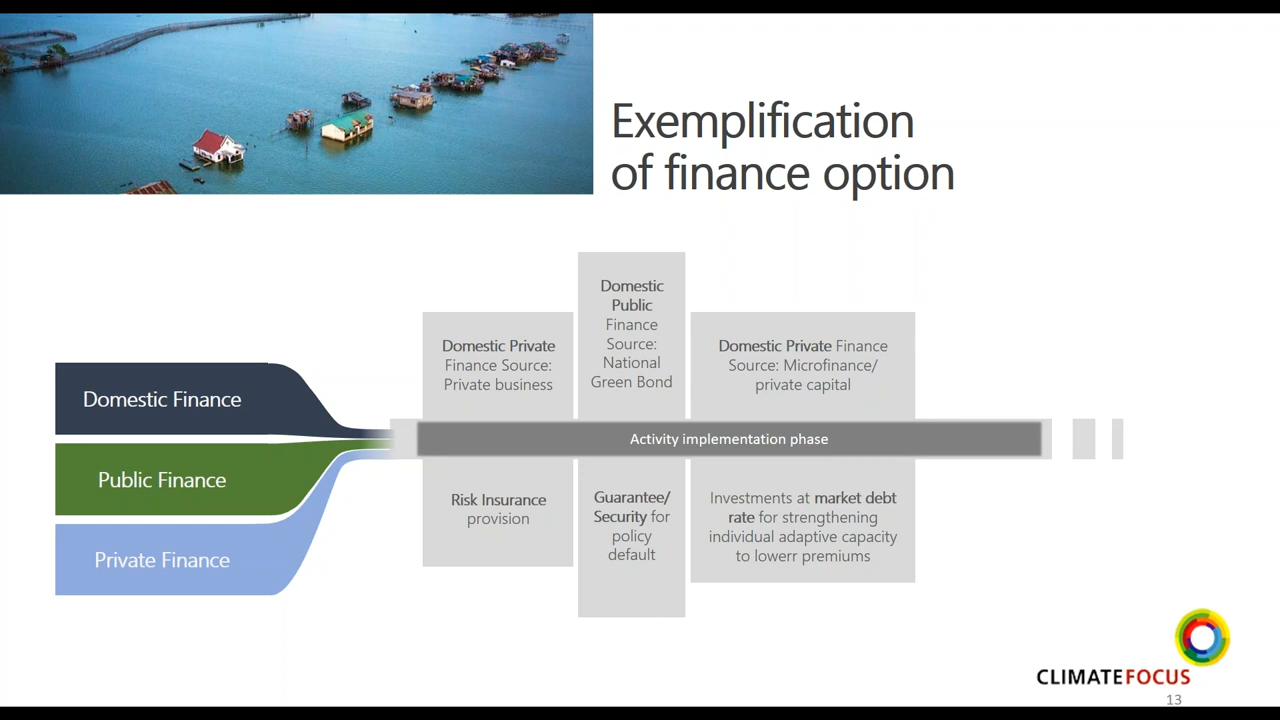 Exemplification
of finance option
Domestic Finance
Public Finance
Private Finance
Domestic Private
Finance Source:
Private business
Domestic
Public
Finance
Source:
National
Green Bond
Domestic Private Finance
Source: Microfinance/
private capital
Activity implementation phase
Risk Insurance
provision
Guarantee/
Security for
policy
default
Investments at market debt
rate for strengthening
individual adaptive capacity
to lowerr premiums
CLIMATEFOCUS
13